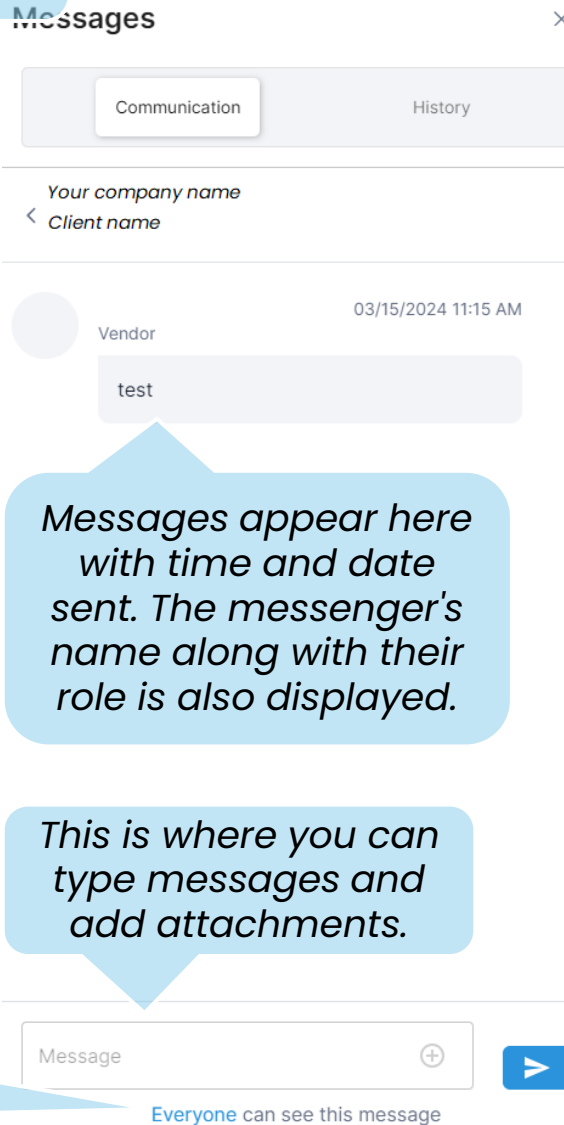 Messages
Communication
History
Your company name
Client name
03/15/2024 11:15 AM
Vendor
test
Messages appear here
with time and date
sent. The messenger's
name along with their
role is also displayed.
This is where you can
type messages and
add attachments.
Message
Everyone can see this message